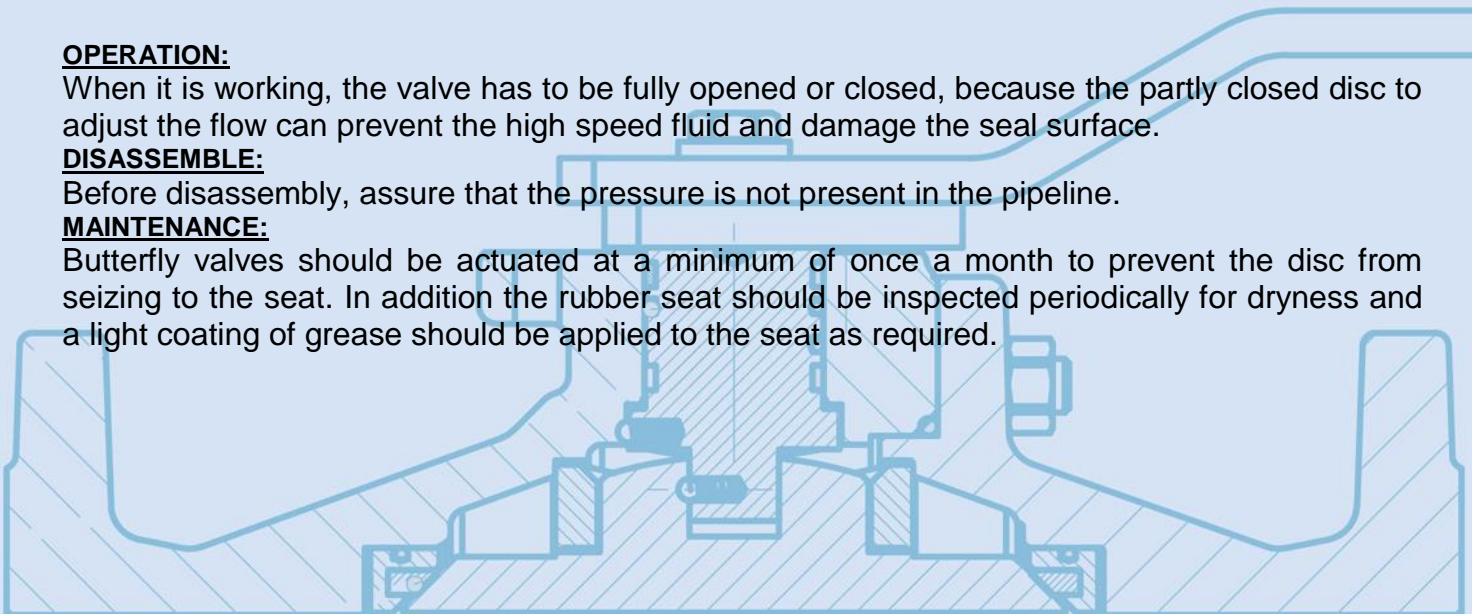 OPERATION:
When it is working, the valve has to be fully opened or closed, because the partly closed disc to
adjust the flow can prevent the high speed fluid and damage the seal surface.
DISASSEMBLE:
Before disassembly, assure that the pressure is not present in the pipeline.
MAINTENANCE:
Butterfly valves should be actuated at a minimum of once a month to prevent the disc from
seizing to the seat. In addition the rubber seat should be inspected periodically for dryness and
a light coating of grease should be applied to the seat as required.